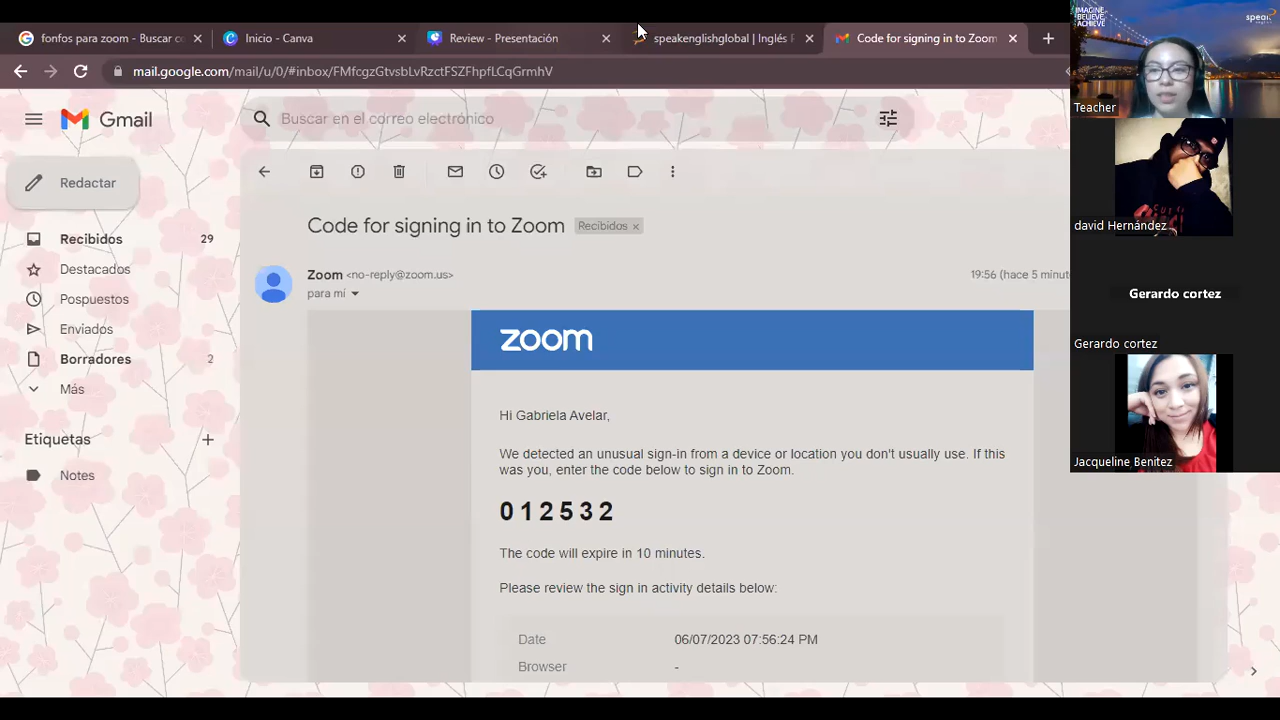 fonfos para zoom - Buscar co
Inicio - Canva
Review - Presentación
speakenglishglobal | Inglés
Code for signing in to Zoom
mail.google.com/mail/u/0/#inbox/FMfcgzGtvsbLvRzctFSZFhpfLCqGrmhV
IMAGINE
BELIEVE
ACHIEVE
speak
Teacher
Gmail
Buscar en el correo electrónico
Redactar
Recibidos 29
Destacados
Pospuestos
Enviados
Borradores 2
Más
Etiquetas
Notes
Code for signing in to Zoom
Recibidos
Zoom <no-reply@zoom.us>
19:56 (hace 5 minuto
para mí
zoom
Hi Gabriela Avelar,
We detected an unusual sign-in from a device or location you don't usually use. If this
was you, enter the code below to sign in to Zoom.
012532
The code will expire in 10 minutes.
Please review the sign in activity details below:
Date 06/07/2023 07:56:24 PM
Browser -
david Hernández
Gerardo cortez
Gerardo cortez
Jacqueline Benitez